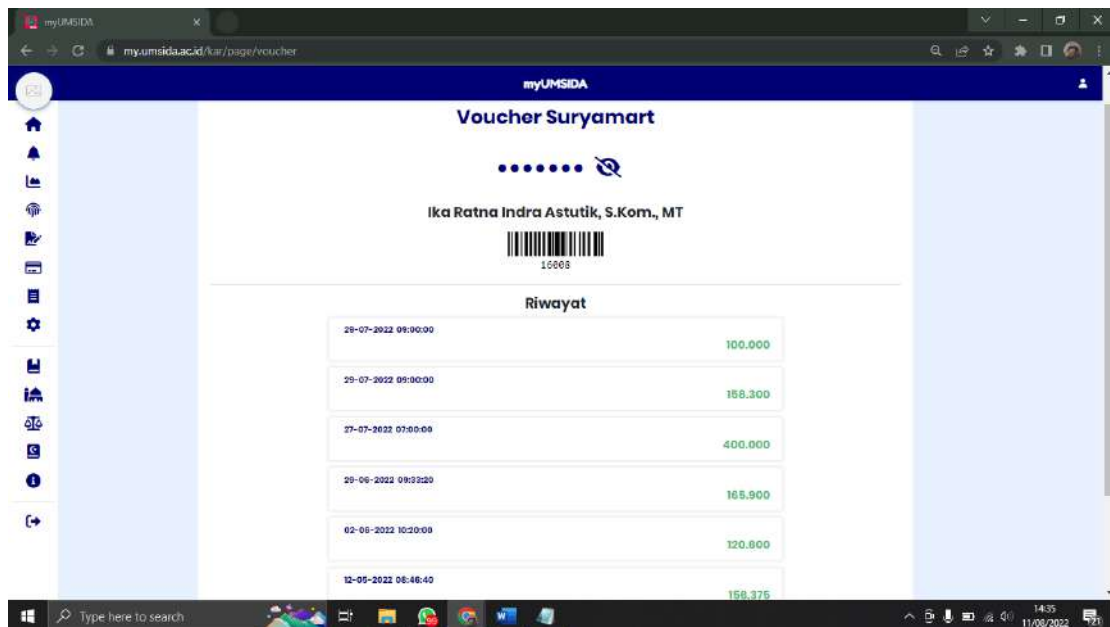 myUMSIDA
my.umsida.ac.id/kar/page/voucher
myUMSIDA
Voucher Suryamart
Ika Ratna Indra Astutik, S.Kom., MT
16008
Riwayat
29-07-2022 09:00:00
100.000
29-07-2022 09:00:00
158.300
27-07-2022 07:00:00
400.000
29-06-2022 09:33:20
165.900
02-06-2022 10:20:00
120.600
12-05-2022 08:46:40
156.375
Type here to search
14:35
11/08/2022